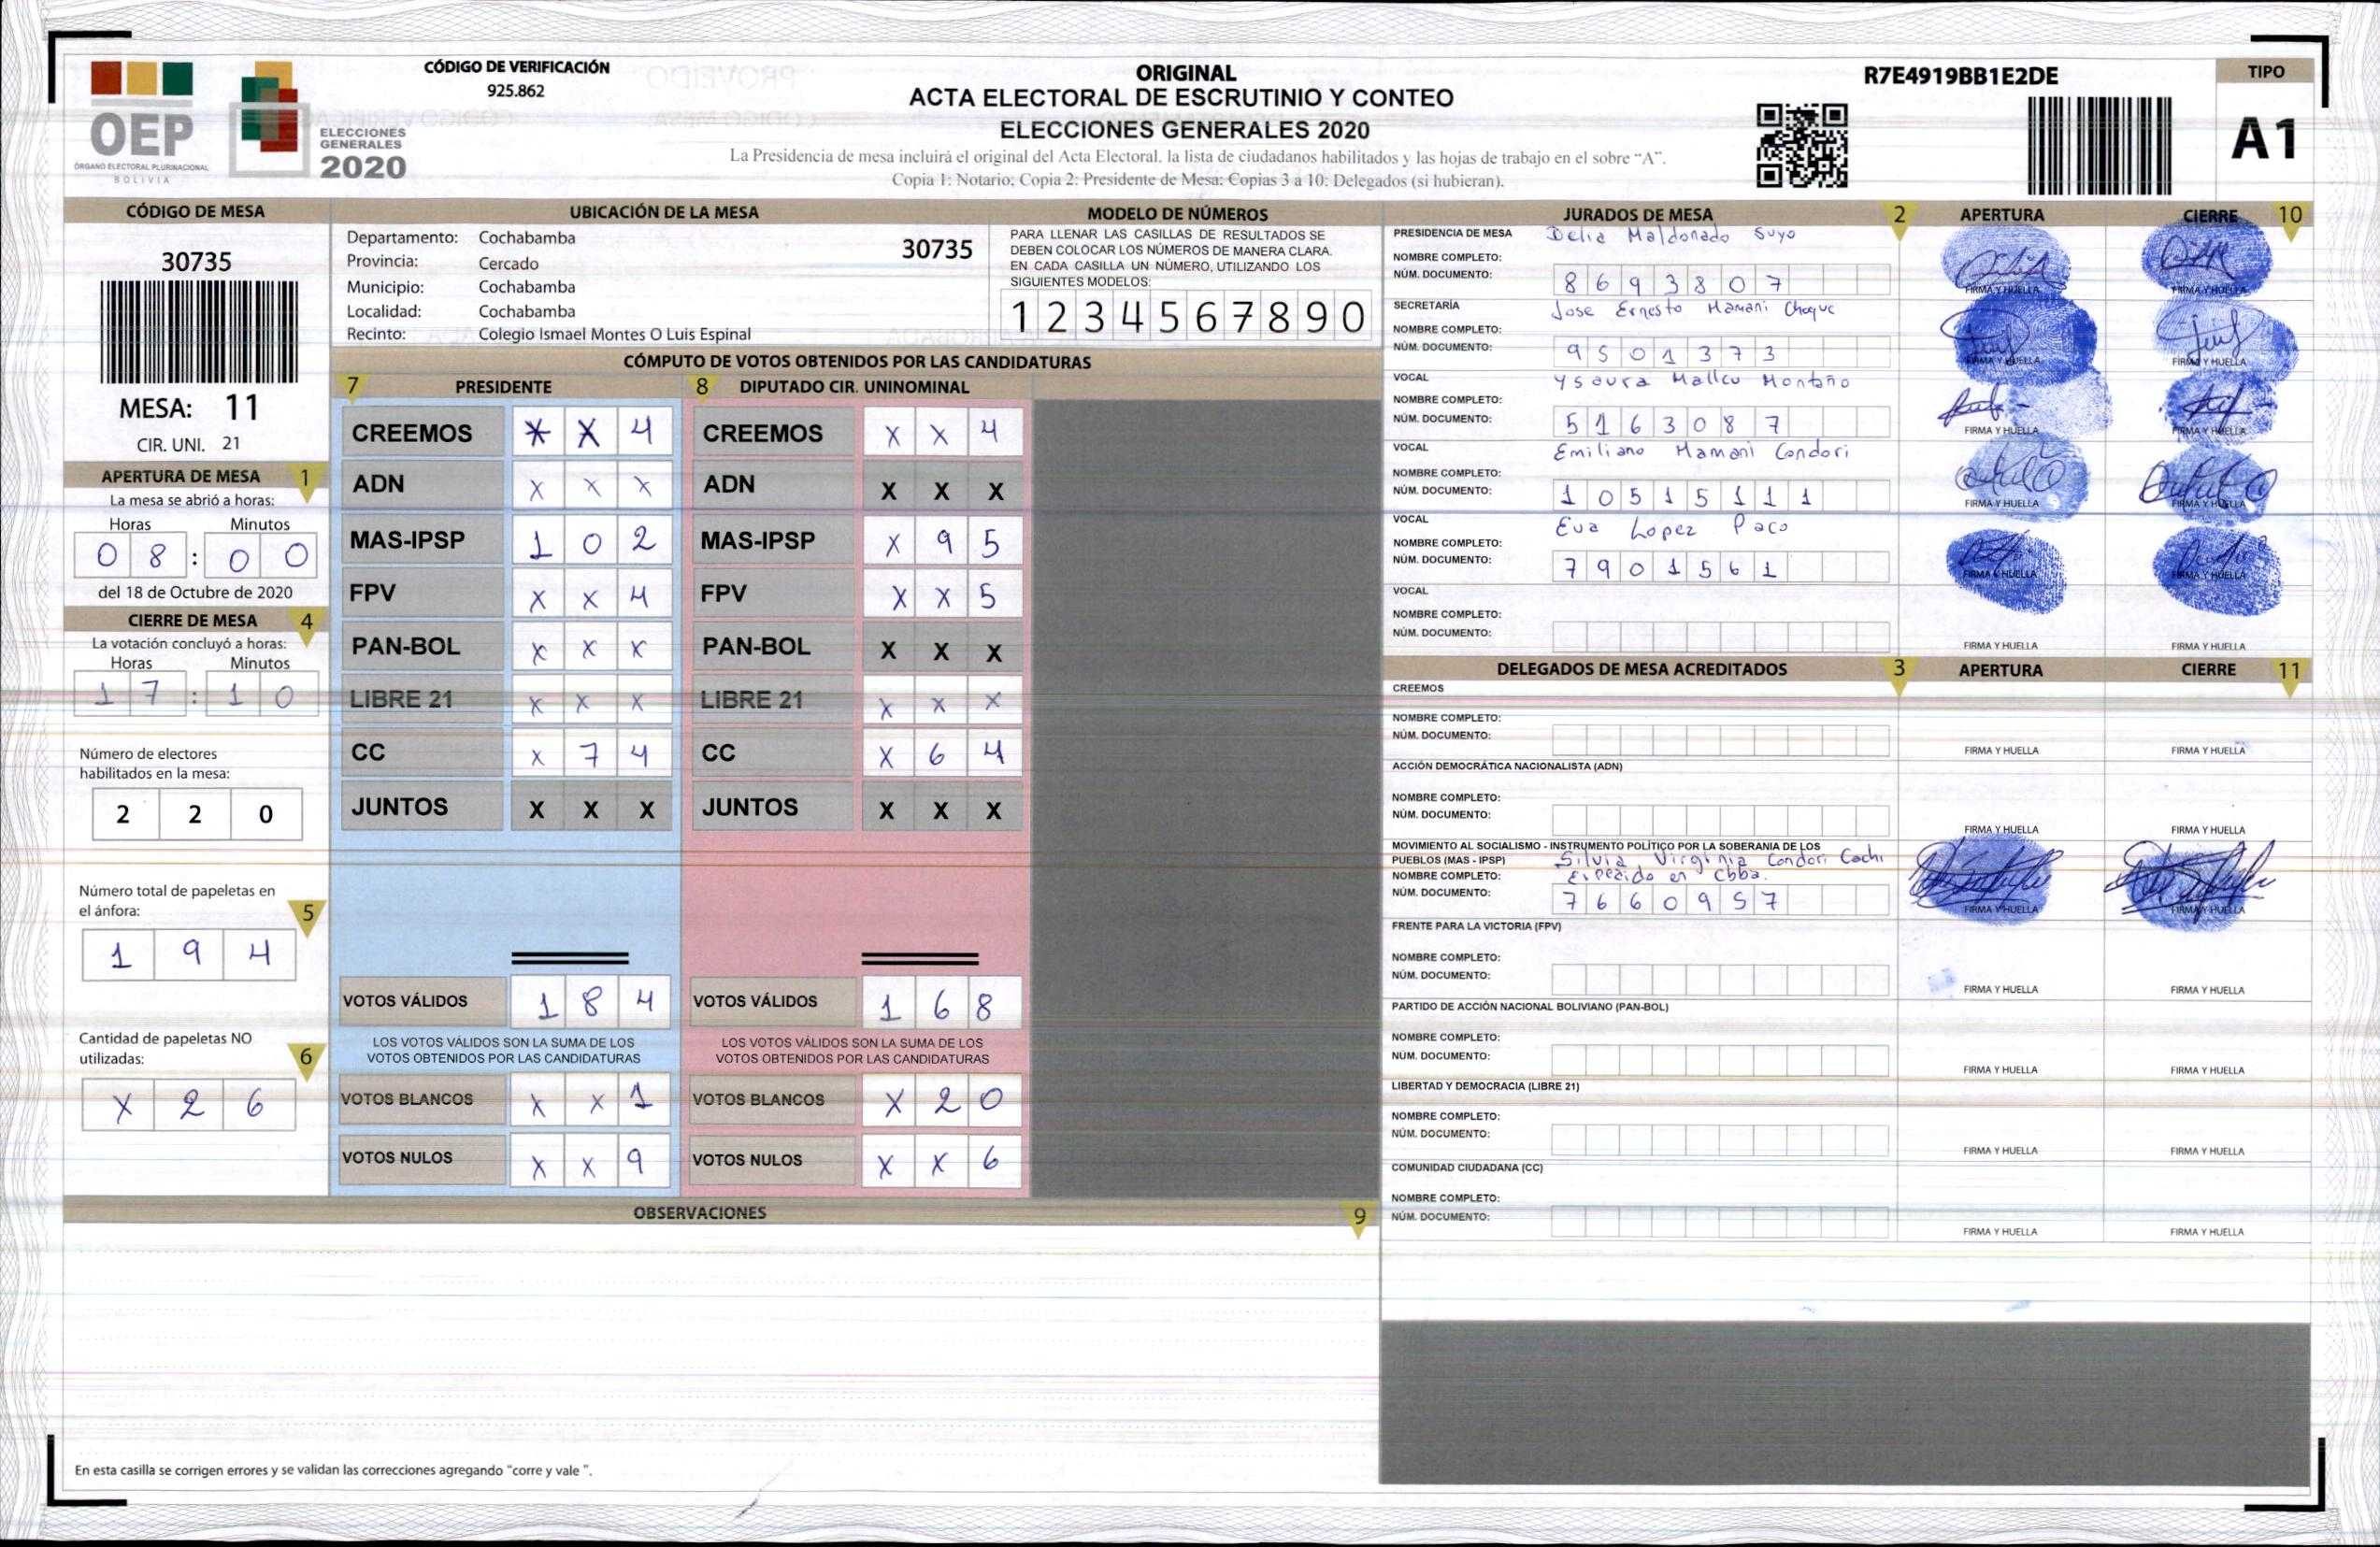 CÓDIGO DE VERIFICACIÓN
925.862
ORIGINAL
ACTA ELECTORAL DE ESCRUTINIO Y CONTEO
ELECCIONES GENERALES 2020
La Presidencia de mesa incluirá el original del Acta Electoral, la lista de ciudadanos habilitados y las hojas de trabajo en el sobre "A".
Copia 1: Notario; Copia 2: Presidente de Mesa; Copias 3 a 10: Delegados (si hubieran).
R7E4919BB1E2DE
TIPO
A1
OEP
ÓRGANO ELECTORAL PLURINACIONAL
BOLIVIA
ELECCIONES
GENERALES
2020
CÓDIGO DE MESA
30735
MESA: 11
CIR. UNI. 21
APERTURA DE MESA 1
La mesa se abrió a horas:
Horas Minutos
0 8 : 0 0
del 18 de Octubre de 2020
CIERRE DE MESA 4
La votación concluyó a horas:
Horas Minutos
1 7 : 1 0
Número de electores
habilitados en la mesa:
2 2 0
Número total de papeletas en
el ánfora: 5
1 9 4
Cantidad de papeletas NO
utilizadas: 6
X 2 6
UBICACIÓN DE LA MESA
Departamento: Cochabamba 30735
Provincia: Cercado
Municipio: Cochabamba
Localidad: Cochabamba
Recinto: Colegio Ismael Montes O Luis Espinal
MODELO DE NÚMEROS
PARA LLENAR LAS CASILLAS DE RESULTADOS SE
DEBEN COLOCAR LOS NÚMEROS DE MANERA CLARA.
EN CADA CASILLA UN NÚMERO, UTILIZANDO LOS
SIGUIENTES MODELOS:
1 2 3 4 5 6 7 8 9 0
CÓMPUTO DE VOTOS OBTENIDOS POR LAS CANDIDATURAS
7 PRESIDENTE 8 DIPUTADO CIR. UNINOMINAL
CREEMOS X X 4 CREEMOS X X 4
ADN X X X ADN X X X
MAS-IPSP 1 0 2 MAS-IPSP X 9 5
FPV X X 4 FPV X X 5
PAN-BOL X X X PAN-BOL X X X
LIBRE 21 X X X LIBRE 21 X X X
CC X 7 4 CC X 6 4
JUNTOS X X X JUNTOS X X X
VOTOS VÁLIDOS 1 8 4 VOTOS VÁLIDOS 1 6 8
LOS VOTOS VÁLIDOS SON LA SUMA DE LOS LOS VOTOS VÁLIDOS SON LA SUMA DE LOS
VOTOS OBTENIDOS POR LAS CANDIDATURAS VOTOS OBTENIDOS POR LAS CANDIDATURAS
VOTOS BLANCOS X X 1 VOTOS BLANCOS X 2 0
VOTOS NULOS X X 9 VOTOS NULOS X X 6
OBSERVACIONES 9
En esta casilla se corrigen errores y se validan las correcciones agregando "corre y vale ".
JURADOS DE MESA 2 APERTURA CIERRE 10
PRESIDENCIA DE MESA Delia Maldonado Suyo
NOMBRE COMPLETO:
NÚM. DOCUMENTO: 8 6 9 3 8 0 7 FIRMA Y HUELLA FIRMA Y HUELLA
SECRETARÍA Jose Ernesto Mamani Choque
NOMBRE COMPLETO:
NÚM. DOCUMENTO: 9 5 0 1 3 7 3 FIRMA Y HUELLA FIRMA Y HUELLA
VOCAL Ysaura Mallcu Montaño
NOMBRE COMPLETO:
NÚM. DOCUMENTO: 5 1 6 3 0 8 7 FIRMA Y HUELLA FIRMA Y HUELLA
VOCAL Emiliano Mamani Condori
NOMBRE COMPLETO:
NÚM. DOCUMENTO: 1 0 5 1 5 1 1 1 FIRMA Y HUELLA FIRMA Y HUELLA
VOCAL Eva Lopez Paco
NOMBRE COMPLETO:
NÚM. DOCUMENTO: 7 9 0 1 5 6 1 FIRMA Y HUELLA FIRMA Y HUELLA
VOCAL
NOMBRE COMPLETO:
NÚM. DOCUMENTO: FIRMA Y HUELLA FIRMA Y HUELLA
DELEGADOS DE MESA ACREDITADOS 3 APERTURA CIERRE 11
CREEMOS
NOMBRE COMPLETO:
NÚM. DOCUMENTO: FIRMA Y HUELLA FIRMA Y HUELLA
ACCIÓN DEMOCRÁTICA NACIONALISTA (ADN)
NOMBRE COMPLETO:
NÚM. DOCUMENTO: FIRMA Y HUELLA FIRMA Y HUELLA
MOVIMIENTO AL SOCIALISMO - INSTRUMENTO POLÍTICO POR LA SOBERANIA DE LOS
PUEBLOS (MAS - IPSP) Silvia Virginia Condori Cachi
NOMBRE COMPLETO: Expedido en Cbba.
NÚM. DOCUMENTO: 7 6 6 0 9 5 7 FIRMA Y HUELLA FIRMA Y HUELLA
FRENTE PARA LA VICTORIA (FPV)
NOMBRE COMPLETO:
NÚM. DOCUMENTO: FIRMA Y HUELLA FIRMA Y HUELLA
PARTIDO DE ACCIÓN NACIONAL BOLIVIANO (PAN-BOL)
NOMBRE COMPLETO:
NÚM. DOCUMENTO: FIRMA Y HUELLA FIRMA Y HUELLA
LIBERTAD Y DEMOCRACIA (LIBRE 21)
NOMBRE COMPLETO:
NÚM. DOCUMENTO: FIRMA Y HUELLA FIRMA Y HUELLA
COMUNIDAD CIUDADANA (CC)
NOMBRE COMPLETO:
NÚM. DOCUMENTO: FIRMA Y HUELLA FIRMA Y HUELLA